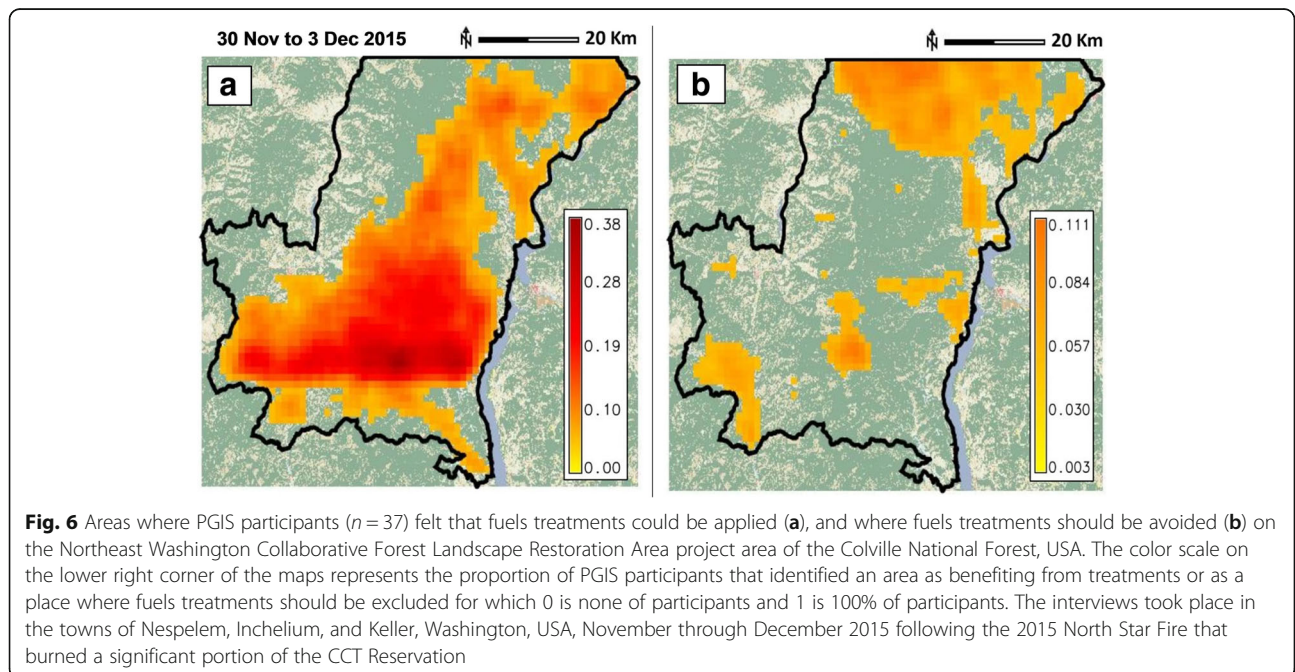 30 Nov to 3 Dec 2015
N
20 Km
a
0.38
0.28
0.19
0.10
0.00
N
20 Km
b
0.111
0.084
0.057
0.030
0.003
Fig. 6 Areas where PGIS participants (n = 37) felt that fuels treatments could be applied (a), and where fuels treatments should be avoided (b) on
the Northeast Washington Collaborative Forest Landscape Restoration Area project area of the Colville National Forest, USA. The color scale on
the lower right corner of the maps represents the proportion of PGIS participants that identified an area as benefiting from treatments or as a
place where fuels treatments should be excluded for which 0 is none of participants and 1 is 100% of participants. The interviews took place in
the towns of Nespelem, Inchelium, and Keller, Washington, USA, November through December 2015 following the 2015 North Star Fire that
burned a significant portion of the CCT Reservation